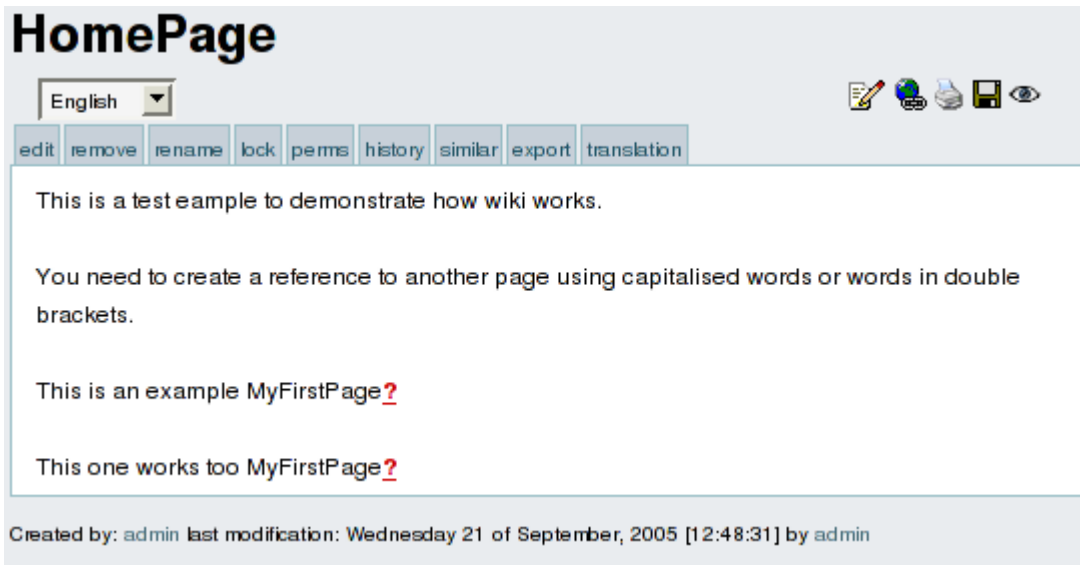 HomePage
English
edit remove rename lock perms history similar export translation
This is a test eample to demonstrate how wiki works.
You need to create a reference to another page using capitalised words or words in double
brackets.
This is an example MyFirstPage?
This one works too MyFirstPage?
Created by: admin last modification: Wednesday 21 of September, 2005 [12:48:31] by admin